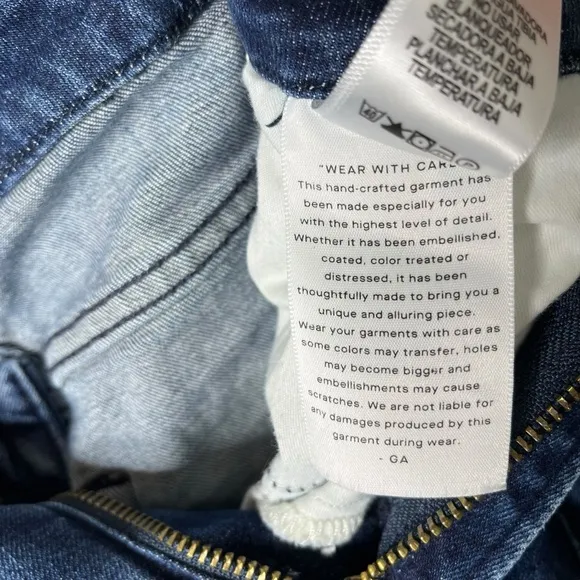 NO USAR
BLANQUEADOR
SECADORA A BAJA
TEMPERATURA
PLANCHAR A BAJA
TEMPERATURA
40
"WEAR WITH
This hand-crafted garment has
been made especially for you
with the highest level of detail.
Whether it has been embellished,
coated, color treated or
distressed, it has been
thoughtfully made to bring you a
unique and alluring piece.
Wear your garments with care as
some colors may transfer, holes
may become bigger and
embellishments may cause
scratches. We are not liable for
any damages produced by this
garment during wear.
- GA